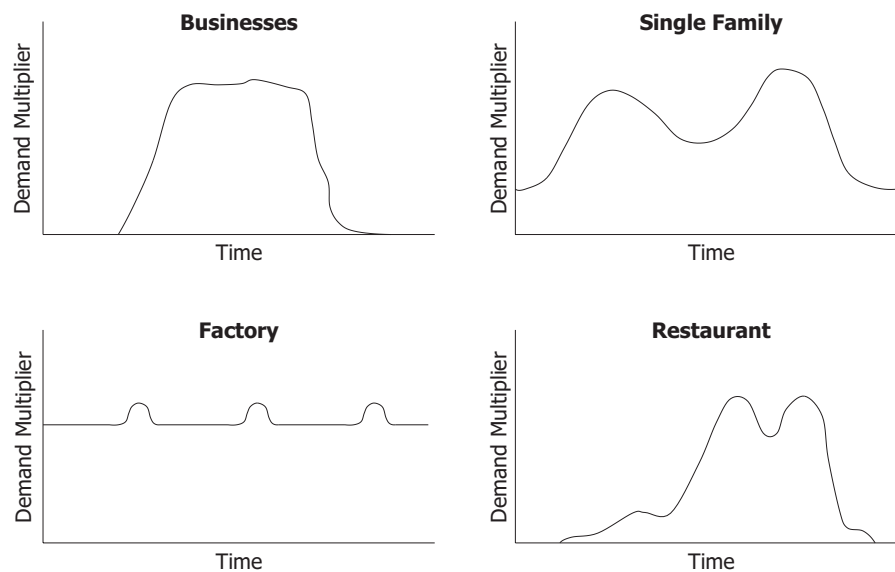 Businesses
Demand Multiplier
Time
Single Family
Demand Multiplier
Time
Factory
Demand Multiplier
Time
Restaurant
Demand Multiplier
Time